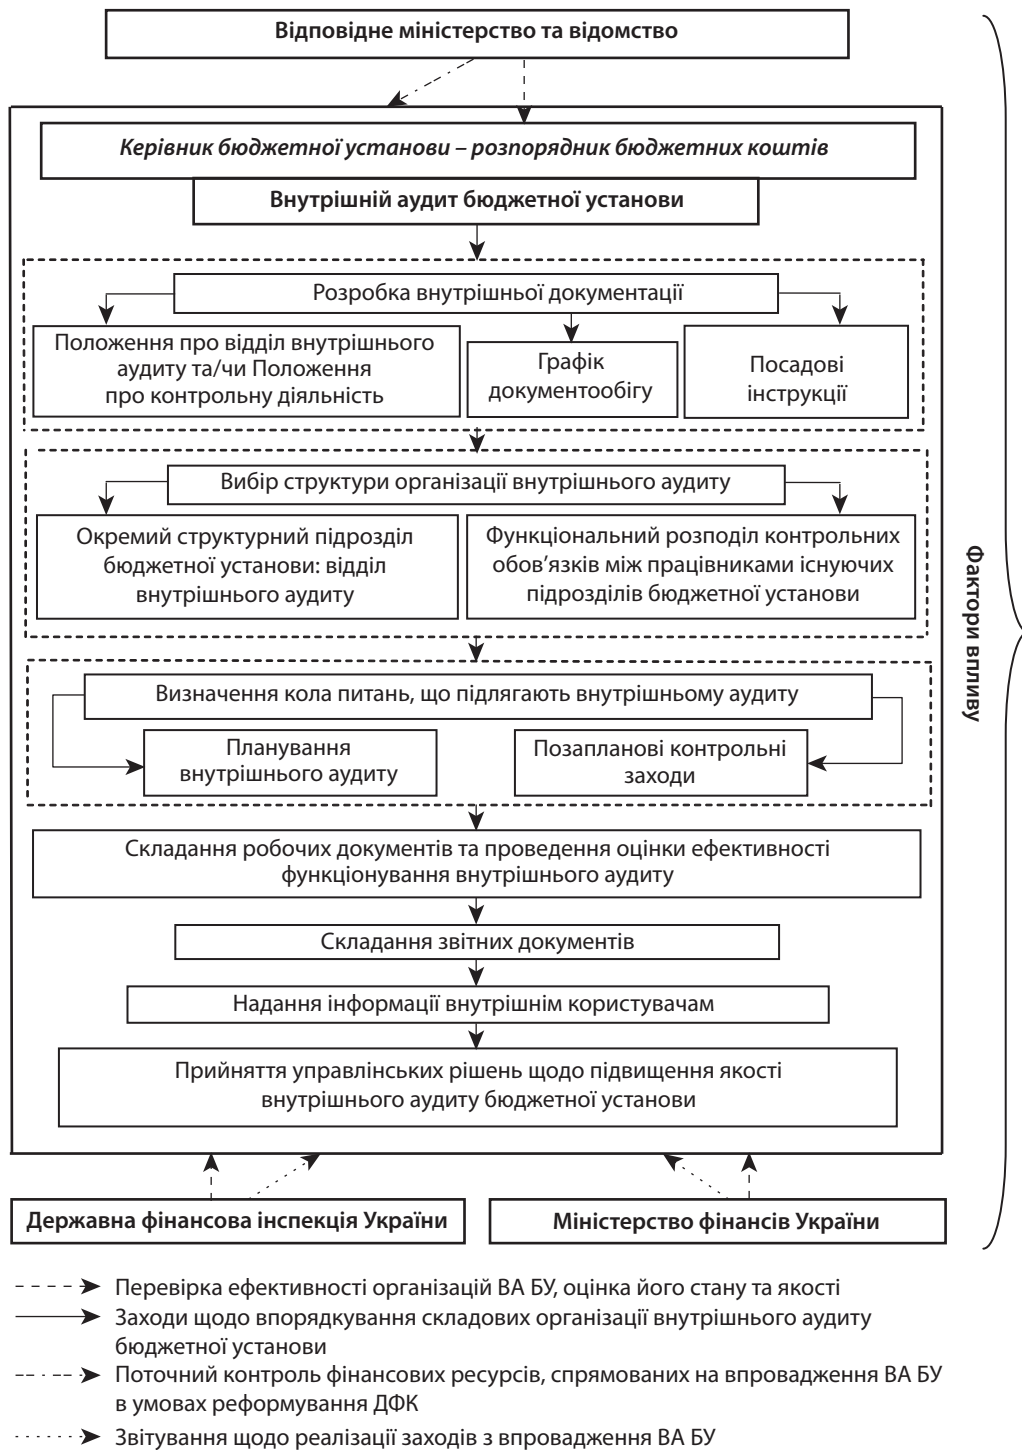 Відповідне міністерство та відомство
Керівник бюджетної установи – розпорядник бюджетних коштів
Внутрішній аудит бюджетної установи
Розробка внутрішньої документації
Положення про відділ внутрішнього
аудиту та/чи Положення
про контрольну діяльність
Графік
документообігу
Посадові
інструкції
Вибір структури організації внутрішнього аудиту
Окремий структурний підрозділ
бюджетної установи: відділ
внутрішнього аудиту
Функціональний розподіл контрольних
обов'язків між працівниками існуючих
підрозділів бюджетної установи
Визначення кола питань, що підлягають внутрішньому аудиту
Планування
внутрішнього аудиту
Позапланові контрольні
заходи
Складання робочих документів та проведення оцінки ефективності
функціонування внутрішнього аудиту
Складання звітних документів
Надання інформації внутрішнім користувачам
Прийняття управлінських рішень щодо підвищення якості
внутрішнього аудиту бюджетної установи
Фактори впливу
Державна фінансова інспекція України
Міністерство фінансів України
Перевірка ефективності організацій ВА БУ, оцінка його стану та якості
Заходи щодо впорядкування складових організації внутрішнього аудиту
бюджетної установи
Поточний контроль фінансових ресурсів, спрямованих на впровадження ВА БУ
в умовах реформування ДФК
Звітування щодо реалізації заходів з впровадження ВА БУ